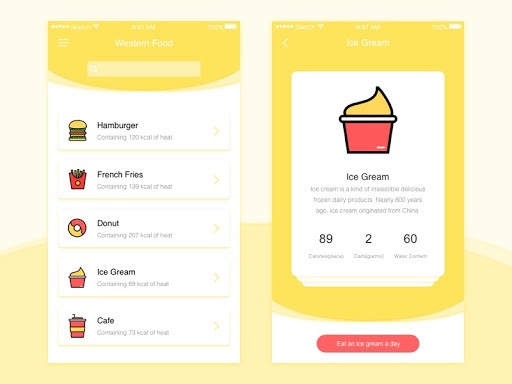 Sketch
9:41 AM
100%
Western Food
Hamburger
Containing 120 kcal of heat
French Fries
Containing 139 kcal of heat
Donut
Containing 207 kcal of heat
Ice Gream
Containing 89 kcal of heat
Cafe
Containing 73 kcal of heat
Sketch
9:41 AM
100%
Ice Gream
Ice Gream
Ice cream is a kind of irresistible delicious
frozen dairy products. Nearly 800 years
ago, ice cream originated from China
89 2 60
Calories(piece) Carb(garms) Water Content
Eat an ice gream a day